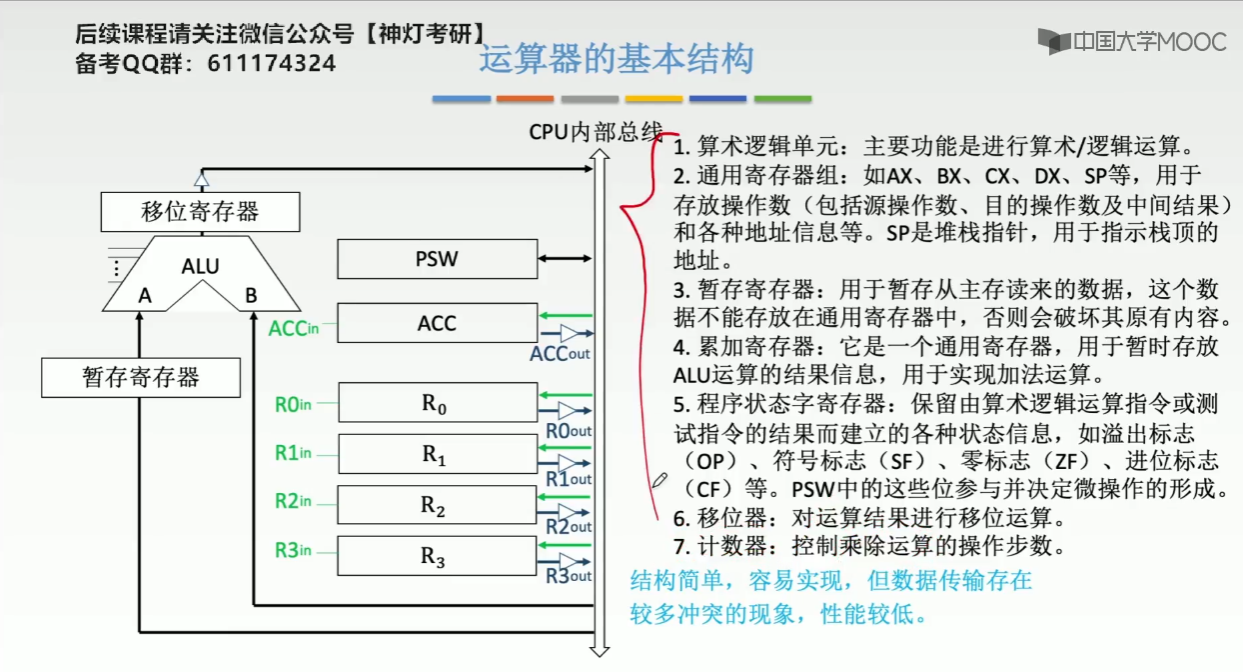 后续课程请关注微信公众号【神灯考研】
备考QQ群：611174324
中国大学MOOC
运算器的基本结构
CPU内部总线
移位寄存器
ALU
A
B
暂存寄存器
PSW
ACCin
ACC
ACCout
R0in
R0
R0out
R1in
R1
R1out
R2in
R2
R2out
R3in
R3
R3out
1. 算术逻辑单元：主要功能是进行算术/逻辑运算。
2. 通用寄存器组：如AX、BX、CX、DX、SP等，用于
存放操作数（包括源操作数、目的操作数及中间结果）
和各种地址信息等。SP是堆栈指针，用于指示栈顶的
地址。
3. 暂存寄存器：用于暂存从主存读来的数据，这个数
据不能存放在通用寄存器中，否则会破坏其原有内容。
4. 累加寄存器：它是一个通用寄存器，用于暂时存放
ALU运算的结果信息，用于实现加法运算。
5. 程序状态字寄存器：保留由算术逻辑运算指令或测
试指令的结果而建立的各种状态信息，如溢出标志
（OP）、符号标志（SF）、零标志（ZF）、进位标志
（CF）等。PSW中的这些位参与并决定微操作的形成。
6. 移位器：对运算结果进行移位运算。
7. 计数器：控制乘除运算的操作步数。
结构简单，容易实现，但数据传输存在
较多冲突的现象，性能较低。